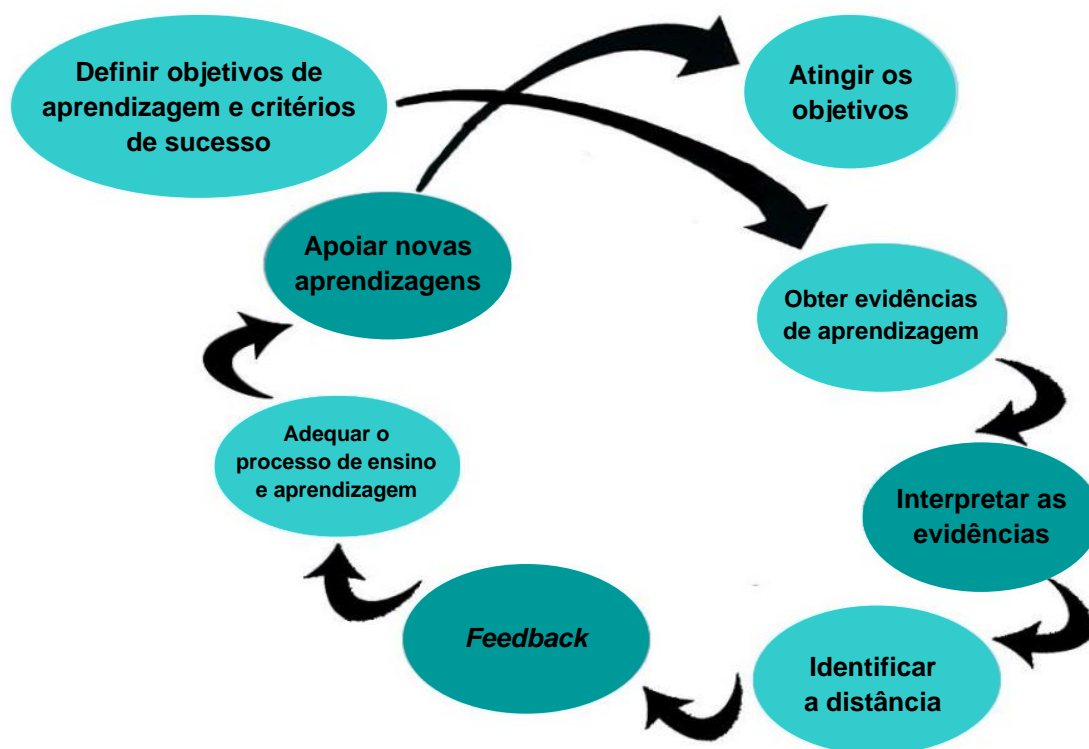 Definir objetivos de
aprendizagem e critérios
de sucesso
Atingir os
objetivos
Apoiar novas
aprendizagens
Obter evidências
de aprendizagem
Adequar o
processo de ensino
e aprendizagem
Interpretar as
evidências
Feedback
Identificar
a distância